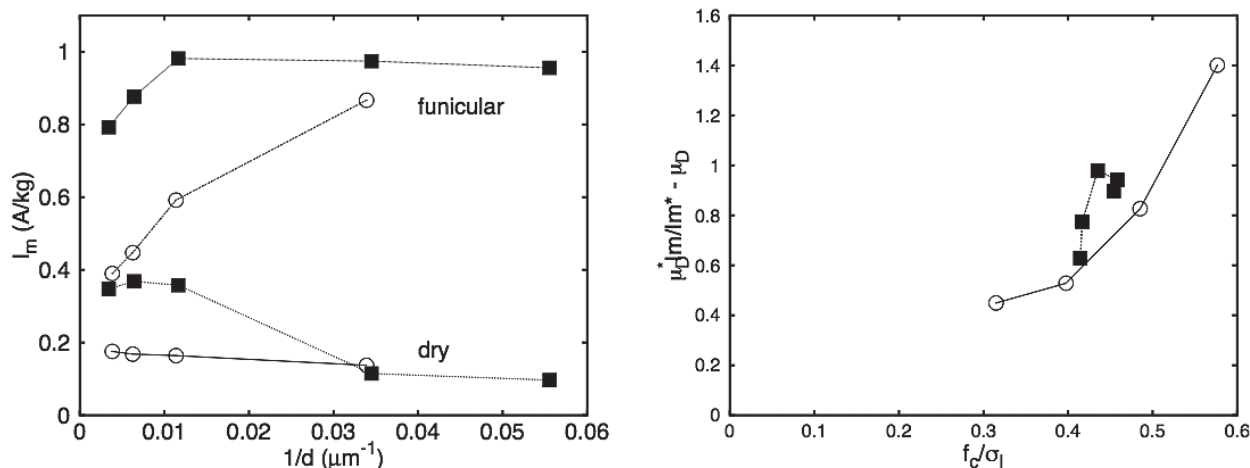 1
0.8
0.6
0.4
0.2
0
0 0.01 0.02 0.03 0.04 0.05 0.06
I_m (A/kg)
1/d (μm⁻¹)
funicular
dry
1.6
1.4
1.2
1
0.8
0.6
0.4
0.2
0
0 0.1 0.2 0.3 0.4 0.5 0.6
μ*_D Im/Im* - μ_D
f_c/σ_l